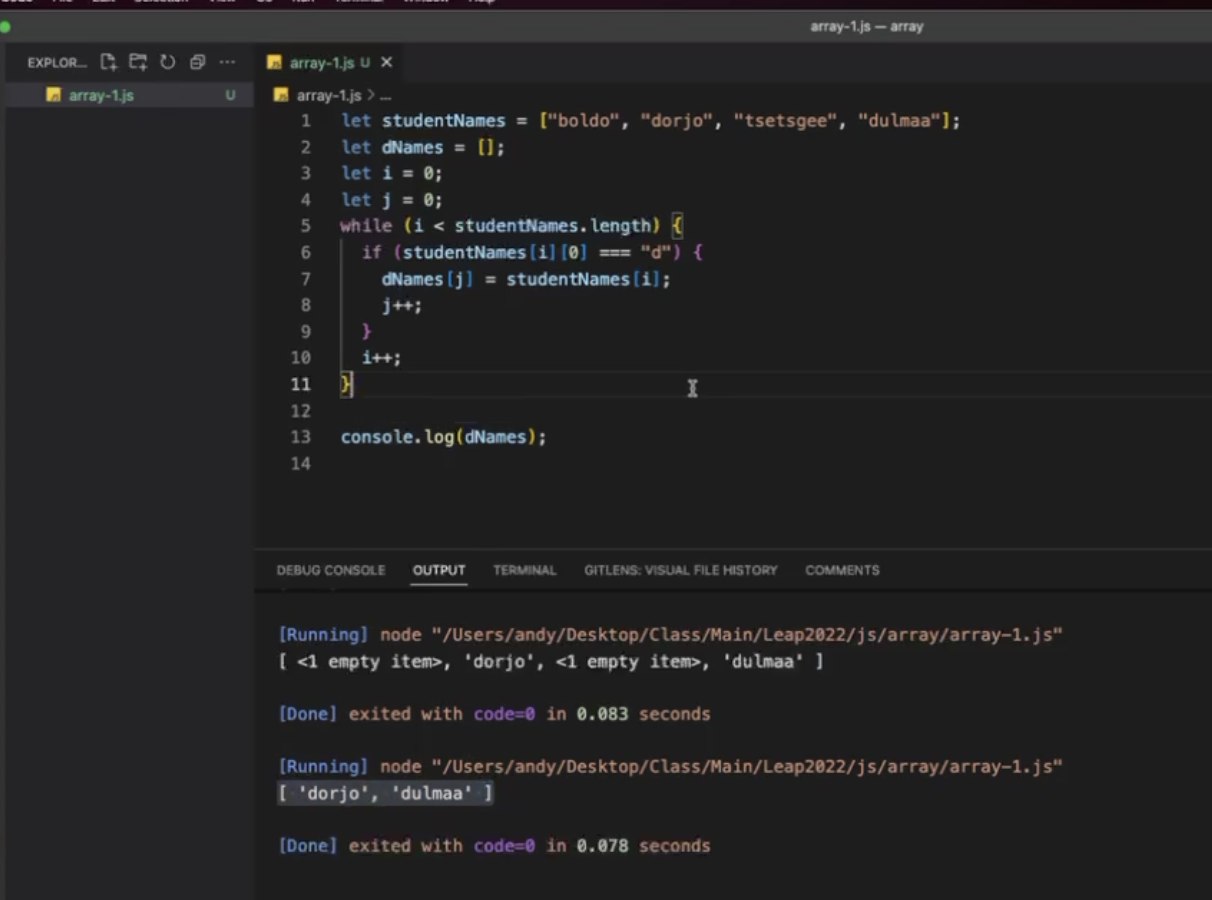 array-1.js — array
EXPLOR... ...
array-1.js U
array-1.js U
array-1.js > ...
1 let studentNames = ["boldo", "dorjo", "tsetsgee", "dulmaa"];
2 let dNames = [];
3 let i = 0;
4 let j = 0;
5 while (i < studentNames.length) {
6 if (studentNames[i][0] === "d") {
7 dNames[j] = studentNames[i];
8 j++;
9 }
10 i++;
11 }
12
13 console.log(dNames);
14
DEBUG CONSOLE OUTPUT TERMINAL GITLENS: VISUAL FILE HISTORY COMMENTS
[Running] node "/Users/andy/Desktop/Class/Main/Leap2022/js/array/array-1.js"
[ <1 empty item>, 'dorjo', <1 empty item>, 'dulmaa' ]
[Done] exited with code=0 in 0.083 seconds
[Running] node "/Users/andy/Desktop/Class/Main/Leap2022/js/array/array-1.js"
[ 'dorjo', 'dulmaa' ]
[Done] exited with code=0 in 0.078 seconds